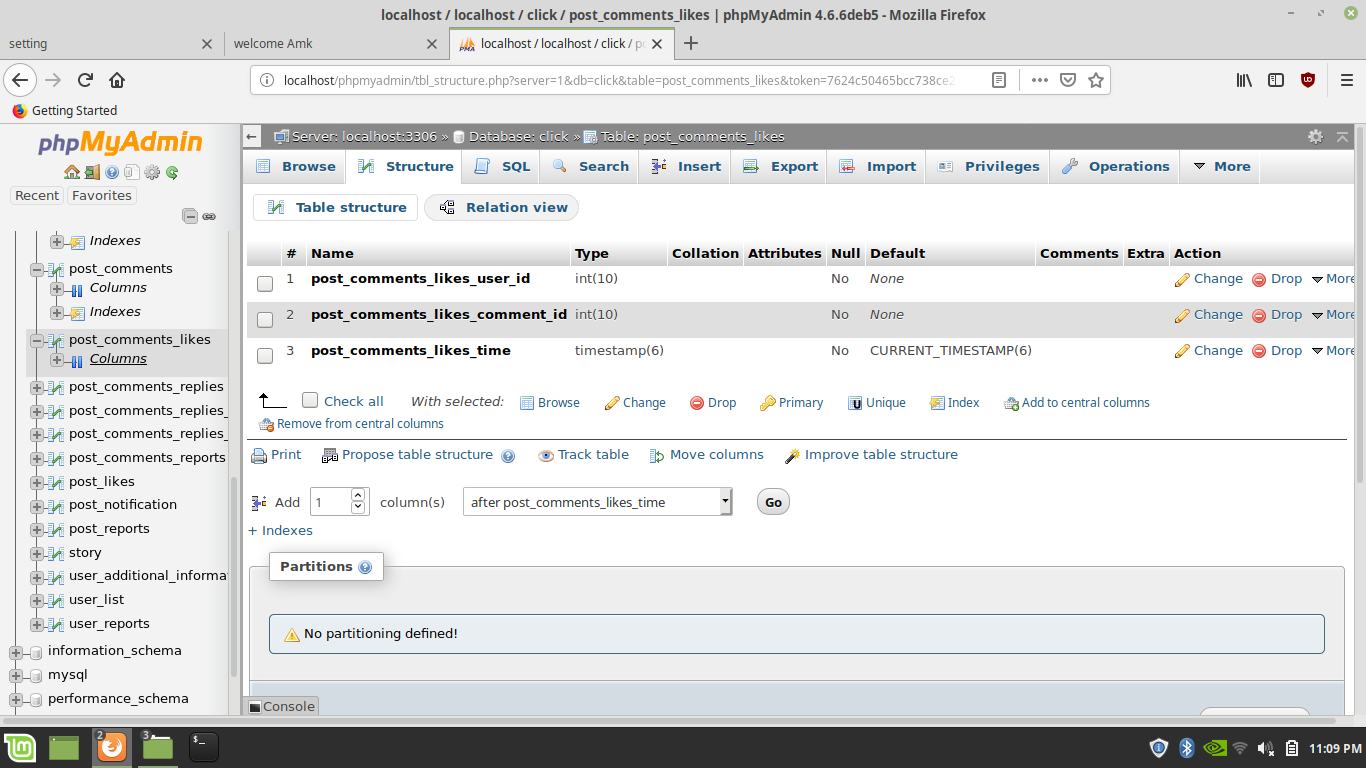 localhost / localhost / click / post_comments_likes | phpMyAdmin 4.6.6deb5 - Mozilla Firefox
setting
welcome Amk
localhost / localhost / click / po
localhost/phpmyadmin/tbl_structure.php?server=1&db=click&table=post_comments_likes&token=7624c50465bcc738ce2
Getting Started
phpMyAdmin
Recent Favorites
Indexes
post_comments
Columns
Indexes
post_comments_likes
Columns
post_comments_replies
post_comments_replies_
post_comments_replies_
post_comments_reports
post_likes
post_notification
post_reports
story
user_additional_informa
user_list
user_reports
information_schema
mysql
performance_schema
Server: localhost:3306 » Database: click » Table: post_comments_likes
Browse Structure SQL Search Insert Export Import Privileges Operations More
Table structure Relation view
# Name Type Collation Attributes Null Default Comments Extra Action
1 post_comments_likes_user_id int(10) No None Change Drop More
2 post_comments_likes_comment_id int(10) No None Change Drop More
3 post_comments_likes_time timestamp(6) No CURRENT_TIMESTAMP(6) Change Drop More
Check all With selected: Browse Change Drop Primary Unique Index Add to central columns
Remove from central columns
Print Propose table structure Track table Move columns Improve table structure
Add 1 column(s) after post_comments_likes_time Go
+ Indexes
Partitions
No partitioning defined!
Console
2 3 11:09 PM